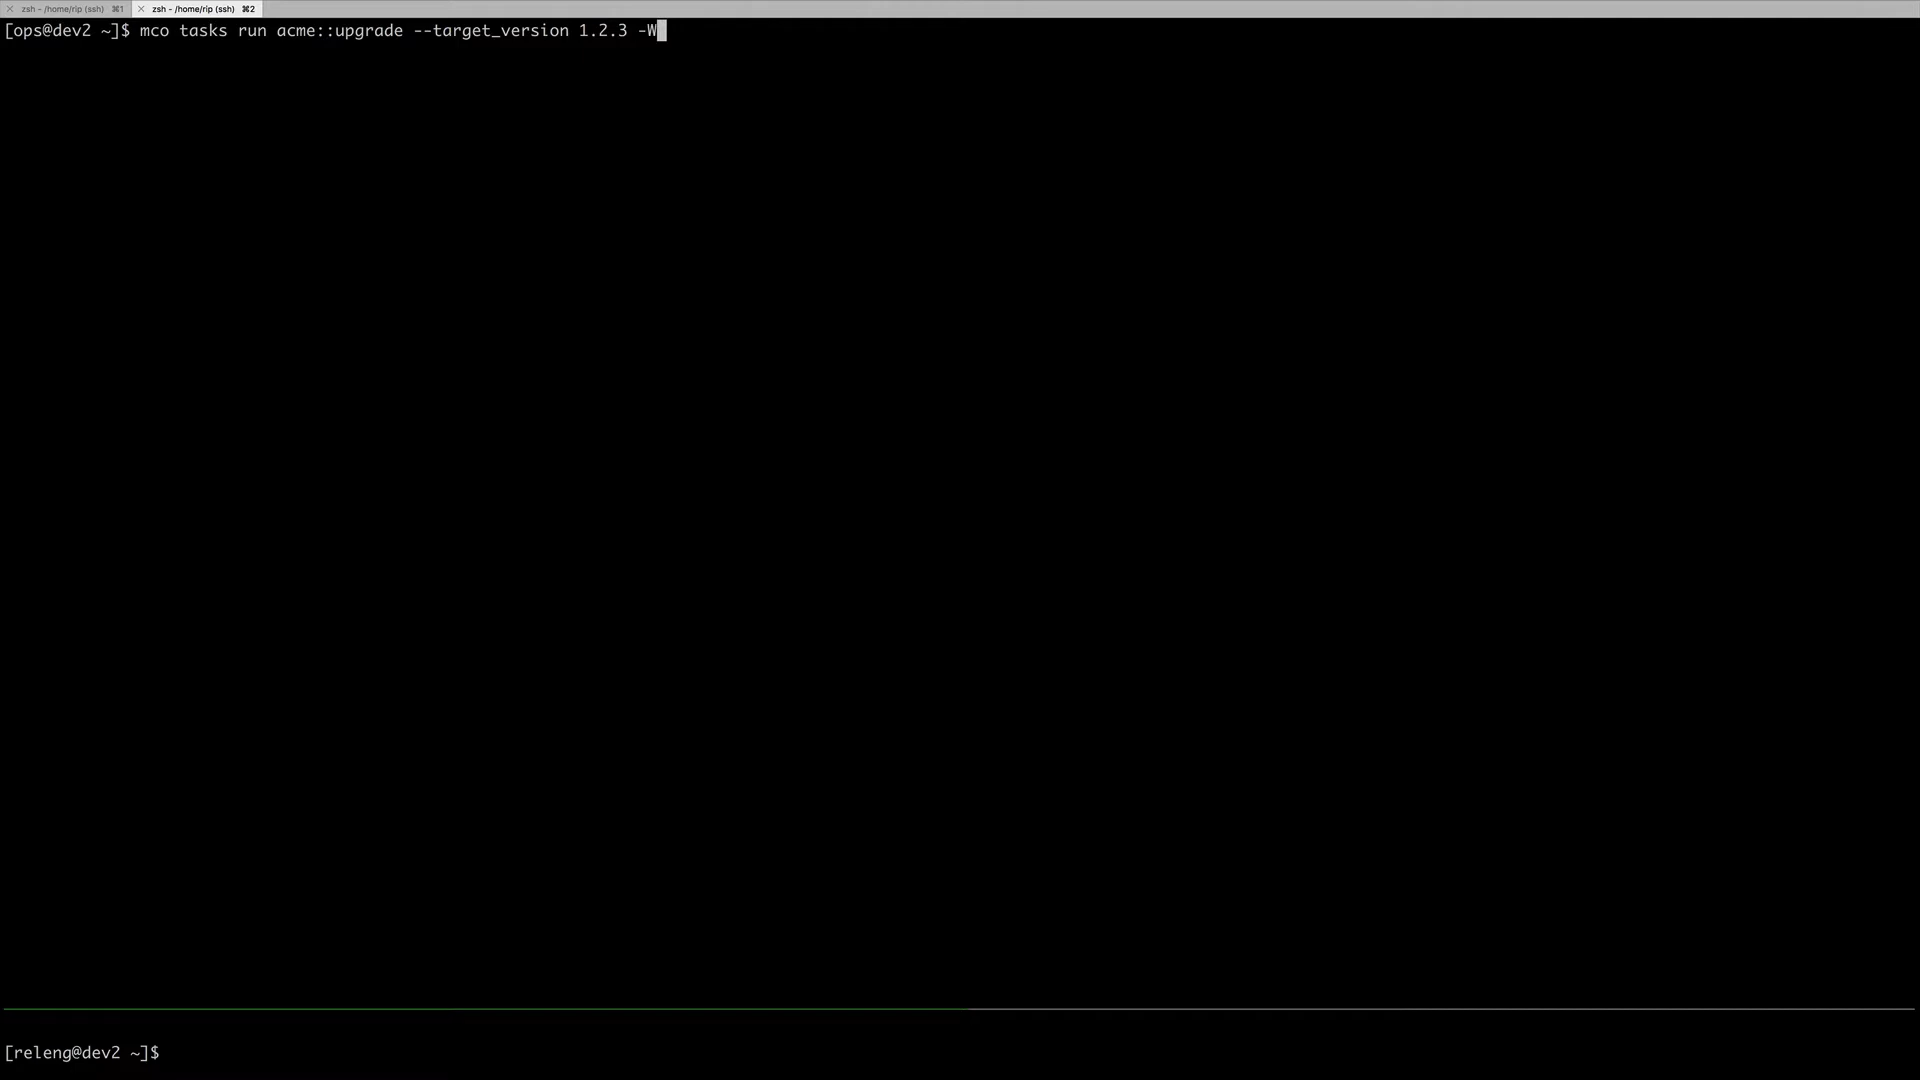 zsh - /home/rip (ssh) ⌘1 zsh - /home/rip (ssh) ⌘2
[ops@dev2 ~]$ mco tasks run acme::upgrade --target_version 1.2.3 -W
[releng@dev2 ~]$